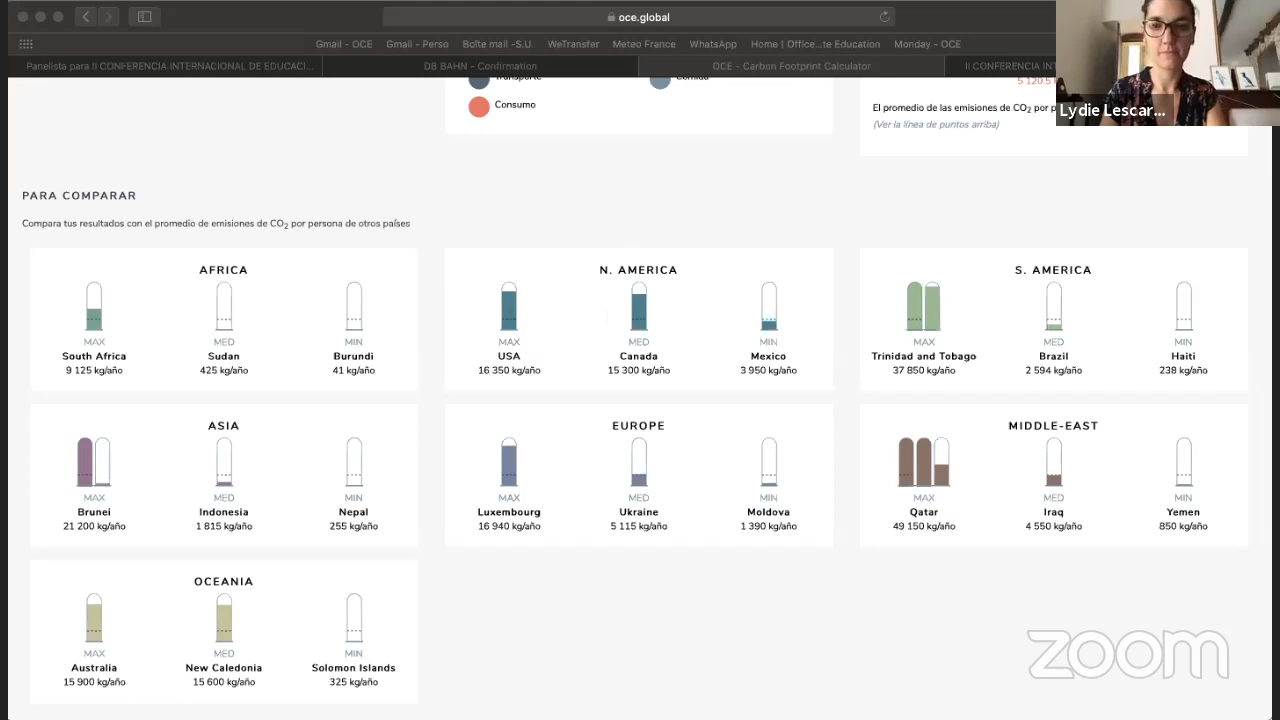 oce.global
Gmail - OCE Gmail - Perso Boîte mail -S.U. WeTransfer Meteo France WhatsApp Home | Office...te Education Monday - OCE
Panelista para II CONFERENCIA INTERNACIONAL DE EDUCACI... DB BAHN - Confirmation OCE - Carbon Footprint Calculator II CONFERENCIA INT
Transporte Comida
Consumo
5 120.5
El promedio de las emisiones de CO2 por p
(Ver la línea de puntos arriba)
Lydie Lescar...
PARA COMPARAR
Compara tus resultados con el promedio de emisiones de CO2 por persona de otros países
AFRICA N. AMERICA S. AMERICA
MAX MED MIN MAX MED MIN MAX MED MIN
South Africa Sudan Burundi USA Canada Mexico Trinidad and Tobago Brazil Haiti
9 125 kg/año 425 kg/año 41 kg/año 16 350 kg/año 15 300 kg/año 3 950 kg/año 37 850 kg/año 2 594 kg/año 238 kg/año
ASIA EUROPE MIDDLE-EAST
MAX MED MIN MAX MED MIN MAX MED MIN
Brunei Indonesia Nepal Luxembourg Ukraine Moldova Qatar Iraq Yemen
21 200 kg/año 1 815 kg/año 255 kg/año 16 940 kg/año 5 115 kg/año 1 390 kg/año 49 150 kg/año 4 550 kg/año 850 kg/año
OCEANIA
MAX MED MIN
Australia New Caledonia Solomon Islands
15 900 kg/año 15 600 kg/año 325 kg/año
zoom